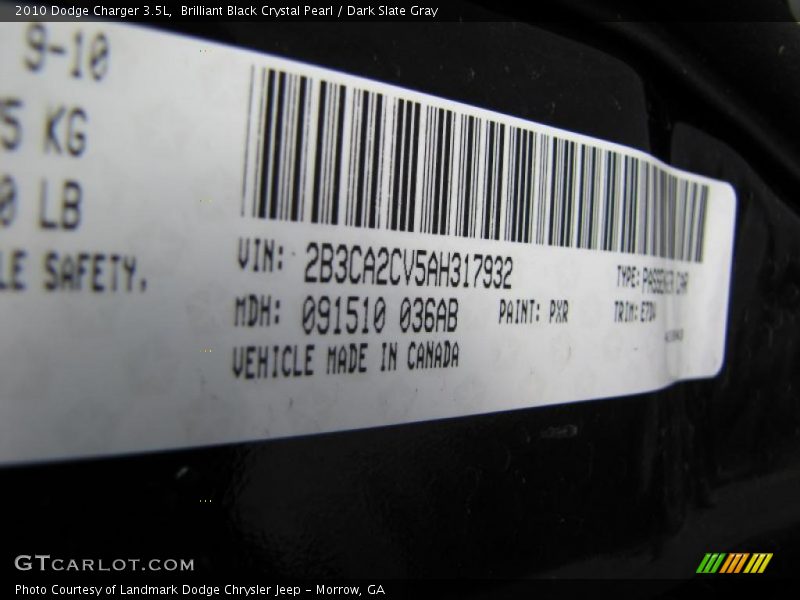 2010 Dodge Charger 3.5L,  Brilliant Black Crystal Pearl / Dark Slate Gray
9-10
5 KG
0 LB
LE SAFETY.
VIN: 2B3CA2CV5AH317932
TYPE: PASSENGER CAR
MDH: 091510 036AB
PAINT: PXR
TRIM:
VEHICLE MADE IN CANADA
GTCARLOT.COM
Photo Courtesy of Landmark Dodge Chrysler Jeep - Morrow, GA